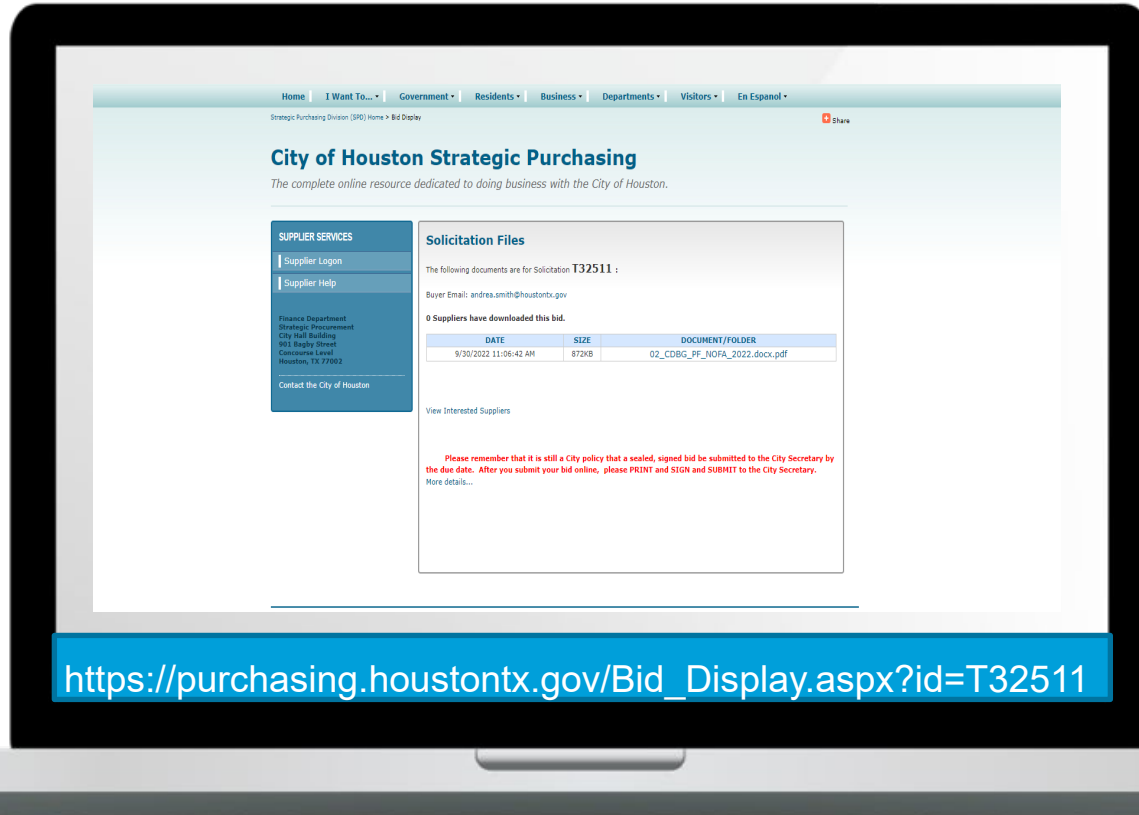 Home I Want To... Government Residents Business Departments Visitors En Espanol
Strategic Purchasing Division (SPD) Home > Bid Display
Share
City of Houston Strategic Purchasing
The complete online resource dedicated to doing business with the City of Houston.
SUPPLIER SERVICES
Supplier Logon
Supplier Help
Finance Department
Strategic Procurement
City Hall Building
901 Bagby Street
Concourse Level
Houston, TX 77002
Contact the City of Houston
Solicitation Files
The following documents are for Solicitation T32511 :
Buyer Email: andrea.smith@houstontx.gov
0 Suppliers have downloaded this bid.
DATE SIZE DOCUMENT/FOLDER
9/30/2022 11:06:42 AM 872KB 02_CDBG_PF_NOFA_2022.docx.pdf
View Interested Suppliers
Please remember that it is still a City policy that a sealed, signed bid be submitted to the City Secretary by
the due date. After you submit your bid online, please PRINT and SIGN and SUBMIT to the City Secretary.
More details...
https://purchasing.houstontx.gov/Bid_Display.aspx?id=T32511